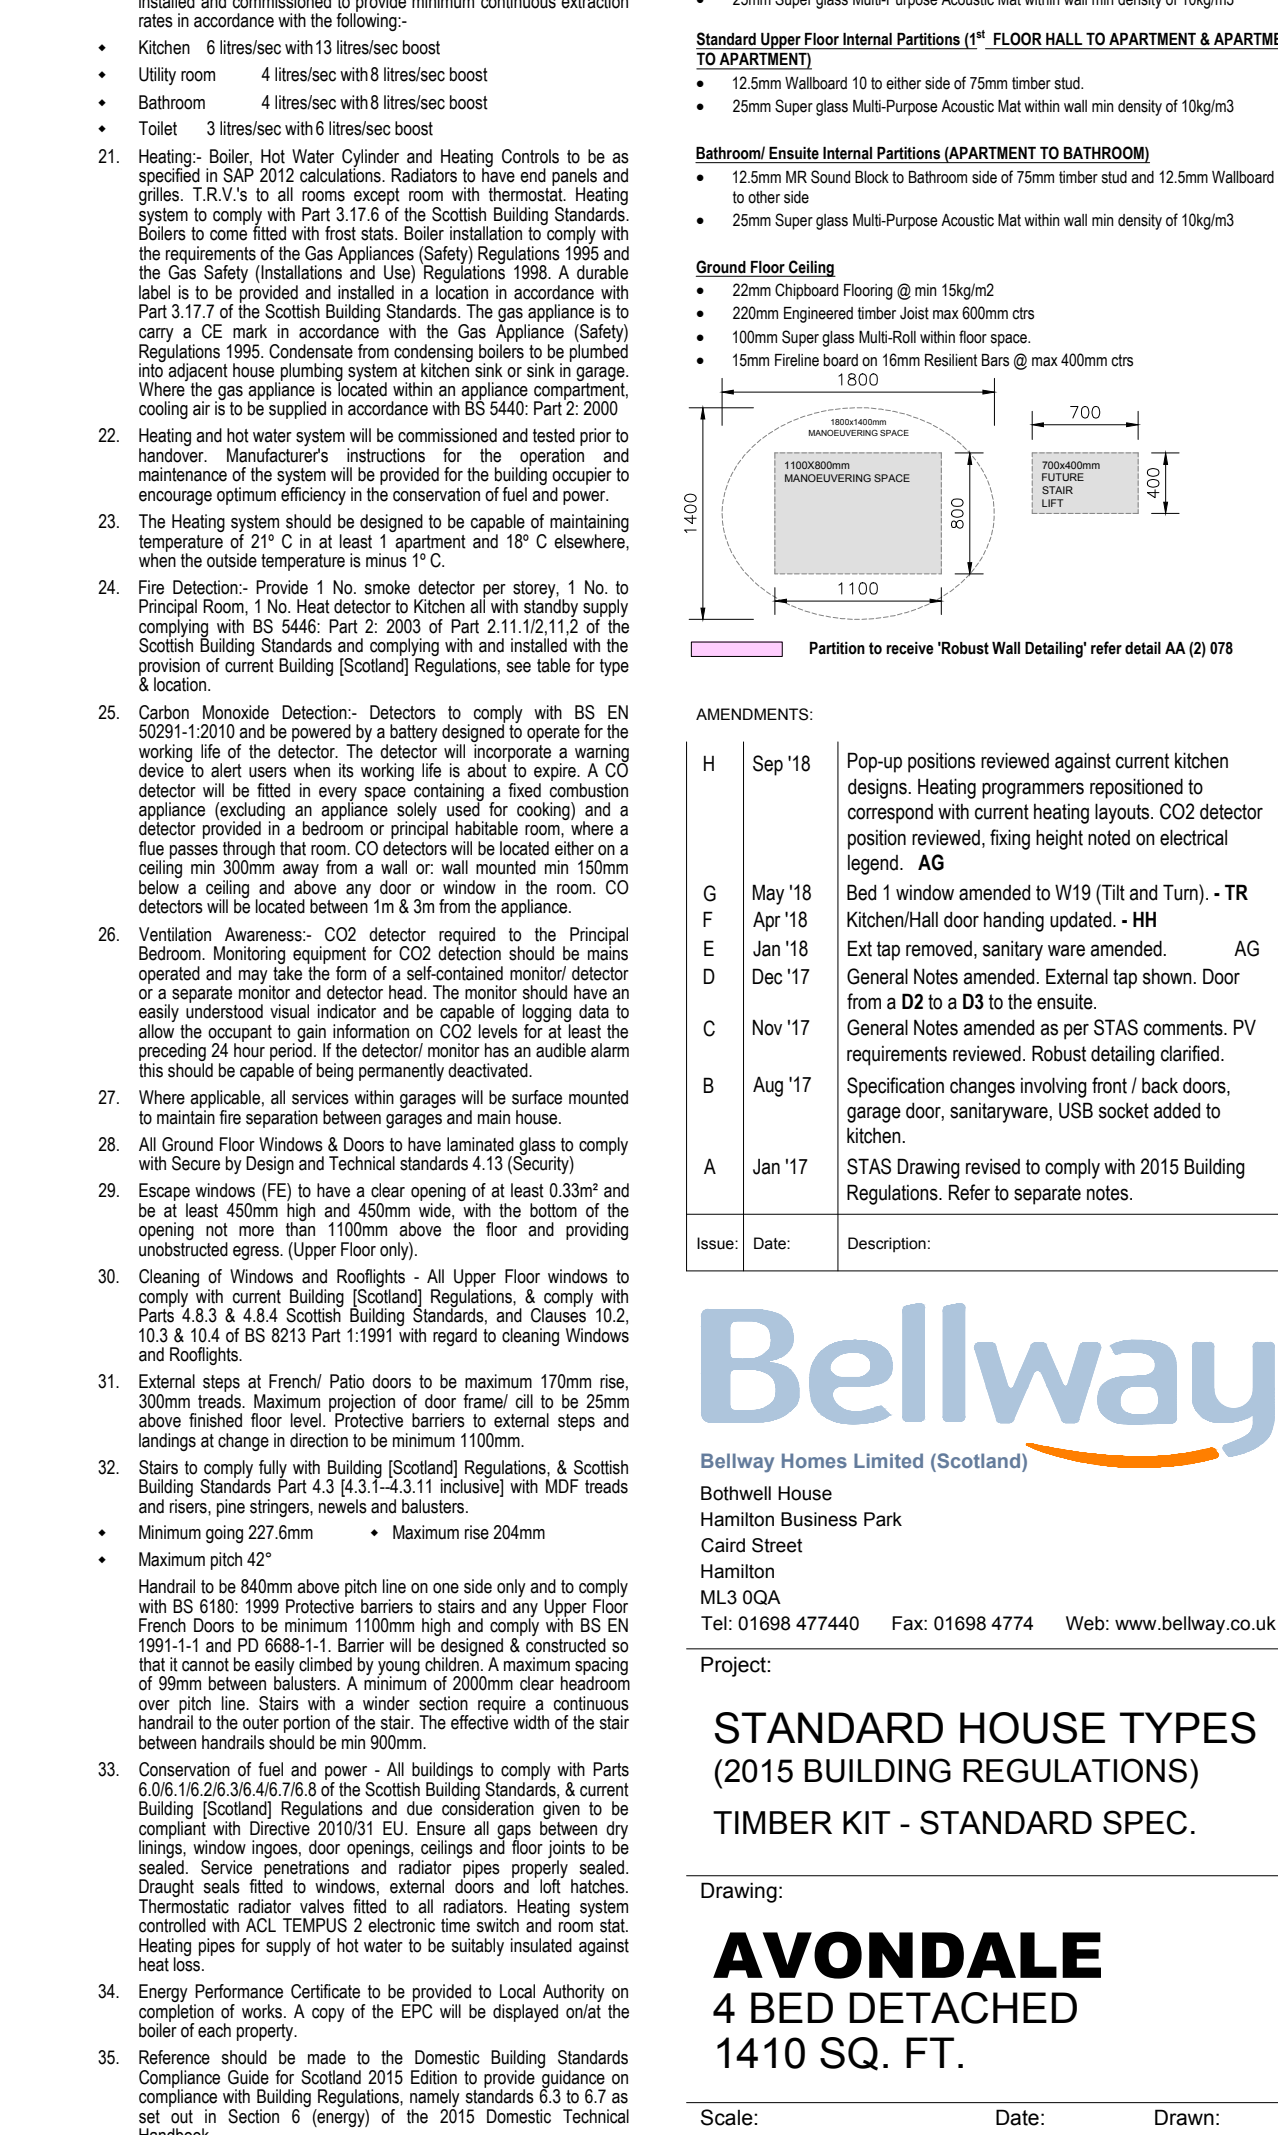 installed and commissioned to provide minimum continuous extraction
rates in accordance with the following:-
◆ Kitchen 6 litres/sec with 13 litres/sec boost
◆ Utility room 4 litres/sec with 8 litres/sec boost
◆ Bathroom 4 litres/sec with 8 litres/sec boost
◆ Toilet 3 litres/sec with 6 litres/sec boost
21. Heating:- Boiler, Hot Water Cylinder and Heating Controls to be as
specified in SAP 2012 calculations. Radiators to have end panels and
grilles. T.R.V.'s to all rooms except room with thermostat. Heating
system to comply with Part 3.17.6 of the Scottish Building Standards.
Boilers to come fitted with frost stats. Boiler installation to comply with
the requirements of the Gas Appliances (Safety) Regulations 1995 and
the Gas Safety (Installations and Use) Regulations 1998. A durable
label is to be provided and installed in a location in accordance with
Part 3.17.7 of the Scottish Building Standards. The gas appliance is to
carry a CE mark in accordance with the Gas Appliance (Safety)
Regulations 1995. Condensate from condensing boilers to be plumbed
into adjacent house plumbing system at kitchen sink or sink in garage.
Where the gas appliance is located within an appliance compartment,
cooling air is to be supplied in accordance with BS 5440: Part 2: 2000
22. Heating and hot water system will be commissioned and tested prior to
handover. Manufacturer's instructions for the operation and
maintenance of the system will be provided for the building occupier to
encourage optimum efficiency in the conservation of fuel and power.
23. The Heating system should be designed to be capable of maintaining
temperature of 21º C in at least 1 apartment and 18º C elsewhere,
when the outside temperature is minus 1º C.
24. Fire Detection:- Provide 1 No. smoke detector per storey, 1 No. to
Principal Room, 1 No. Heat detector to Kitchen all with standby supply
complying with BS 5446: Part 2: 2003 of Part 2.11.1/2,11,2 of the
Scottish Building Standards and complying with and installed with the
provision of current Building [Scotland] Regulations, see table for type
& location.
25. Carbon Monoxide Detection:- Detectors to comply with BS EN
50291-1:2010 and be powered by a battery designed to operate for the
working life of the detector. The detector will incorporate a warning
device to alert users when its working life is about to expire. A CO
detector will be fitted in every space containing a fixed combustion
appliance (excluding an appliance solely used for cooking) and a
detector provided in a bedroom or principal habitable room, where a
flue passes through that room. CO detectors will be located either on a
ceiling min 300mm away from a wall or: wall mounted min 150mm
below a ceiling and above any door or window in the room. CO
detectors will be located between 1m & 3m from the appliance.
26. Ventilation Awareness:- CO2 detector required to the Principal
Bedroom. Monitoring equipment for CO2 detection should be mains
operated and may take the form of a self-contained monitor/ detector
or a separate monitor and detector head. The monitor should have an
easily understood visual indicator and be capable of logging data to
allow the occupant to gain information on CO2 levels for at least the
preceding 24 hour period. If the detector/ monitor has an audible alarm
this should be capable of being permanently deactivated.
27. Where applicable, all services within garages will be surface mounted
to maintain fire separation between garages and main house.
28. All Ground Floor Windows & Doors to have laminated glass to comply
with Secure by Design and Technical standards 4.13 (Security)
29. Escape windows (FE) to have a clear opening of at least 0.33m² and
be at least 450mm high and 450mm wide, with the bottom of the
opening not more than 1100mm above the floor and providing
unobstructed egress. (Upper Floor only).
30. Cleaning of Windows and Rooflights - All Upper Floor windows to
comply with current Building [Scotland] Regulations, & comply with
Parts 4.8.3 & 4.8.4 Scottish Building Standards, and Clauses 10.2,
10.3 & 10.4 of BS 8213 Part 1:1991 with regard to cleaning Windows
and Rooflights.
31. External steps at French/ Patio doors to be maximum 170mm rise,
300mm treads. Maximum projection of door frame/ cill to be 25mm
above finished floor level. Protective barriers to external steps and
landings at change in direction to be minimum 1100mm.
32. Stairs to comply fully with Building [Scotland] Regulations, & Scottish
Building Standards Part 4.3 [4.3.1--4.3.11 inclusive] with MDF treads
and risers, pine stringers, newels and balusters.
◆ Minimum going 227.6mm ◆ Maximum rise 204mm
◆ Maximum pitch 42°
Handrail to be 840mm above pitch line on one side only and to comply
with BS 6180: 1999 Protective barriers to stairs and any Upper Floor
French Doors to be minimum 1100mm high and comply with BS EN
1991-1-1 and PD 6688-1-1. Barrier will be designed & constructed so
that it cannot be easily climbed by young children. A maximum spacing
of 99mm between balusters. A minimum of 2000mm clear headroom
over pitch line. Stairs with a winder section require a continuous
handrail to the outer portion of the stair. The effective width of the stair
between handrails should be min 900mm.
33. Conservation of fuel and power - All buildings to comply with Parts
6.0/6.1/6.2/6.3/6.4/6.7/6.8 of the Scottish Building Standards, & current
Building [Scotland] Regulations and due consideration given to be
compliant with Directive 2010/31 EU. Ensure all gaps between dry
linings, window ingoes, door openings, ceilings and floor joints to be
sealed. Service penetrations and radiator pipes properly sealed.
Draught seals fitted to windows, external doors and loft hatches.
Thermostatic radiator valves fitted to all radiators. Heating system
controlled with ACL TEMPUS 2 electronic time switch and room stat.
Heating pipes for supply of hot water to be suitably insulated against
heat loss.
34. Energy Performance Certificate to be provided to Local Authority on
completion of works. A copy of the EPC will be displayed on/at the
boiler of each property.
35. Reference should be made to the Domestic Building Standards
Compliance Guide for Scotland 2015 Edition to provide guidance on
compliance with Building Regulations, namely standards 6.3 to 6.7 as
set out in Section 6 (energy) of the 2015 Domestic Technical
Handbook
• 25mm Super glass Multi-Purpose Acoustic Mat within wall min density of 10kg/m3
Standard Upper Floor Internal Partitions (1st FLOOR HALL TO APARTMENT & APARTME
TO APARTMENT)
• 12.5mm Wallboard 10 to either side of 75mm timber stud.
• 25mm Super glass Multi-Purpose Acoustic Mat within wall min density of 10kg/m3
Bathroom/ Ensuite Internal Partitions (APARTMENT TO BATHROOM)
• 12.5mm MR Sound Block to Bathroom side of 75mm timber stud and 12.5mm Wallboard
to other side
• 25mm Super glass Multi-Purpose Acoustic Mat within wall min density of 10kg/m3
Ground Floor Ceiling
• 22mm Chipboard Flooring @ min 15kg/m2
• 220mm Engineered timber Joist max 600mm ctrs
• 100mm Super glass Multi-Roll within floor space.
• 15mm Fireline board on 16mm Resilient Bars @ max 400mm ctrs
1800
1800x1400mm
MANOEUVERING SPACE
1100X800mm
MANOEUVERING SPACE
1400
800
1100
700
700x400mm
FUTURE
STAIR
LIFT
400
Partition to receive 'Robust Wall Detailing' refer detail AA (2) 078
AMENDMENTS:
H Sep '18 Pop-up positions reviewed against current kitchen
designs. Heating programmers repositioned to
correspond with current heating layouts. CO2 detector
position reviewed, fixing height noted on electrical
legend. AG
G May '18 Bed 1 window amended to W19 (Tilt and Turn). - TR
F Apr '18 Kitchen/Hall door handing updated. - HH
E Jan '18 Ext tap removed, sanitary ware amended. AG
D Dec '17 General Notes amended. External tap shown. Door
from a D2 to a D3 to the ensuite.
C Nov '17 General Notes amended as per STAS comments. PV
requirements reviewed. Robust detailing clarified.
B Aug '17 Specification changes involving front / back doors,
garage door, sanitaryware, USB socket added to
kitchen.
A Jan '17 STAS Drawing revised to comply with 2015 Building
Regulations. Refer to separate notes.
Issue: Date: Description:
Bellway
Bellway Homes Limited (Scotland)
Bothwell House
Hamilton Business Park
Caird Street
Hamilton
ML3 0QA
Tel: 01698 477440 Fax: 01698 4774 Web: www.bellway.co.uk
Project:
STANDARD HOUSE TYPES
(2015 BUILDING REGULATIONS)
TIMBER KIT - STANDARD SPEC.
Drawing:
AVONDALE
4 BED DETACHED
1410 SQ. FT.
Scale: Date: Drawn: